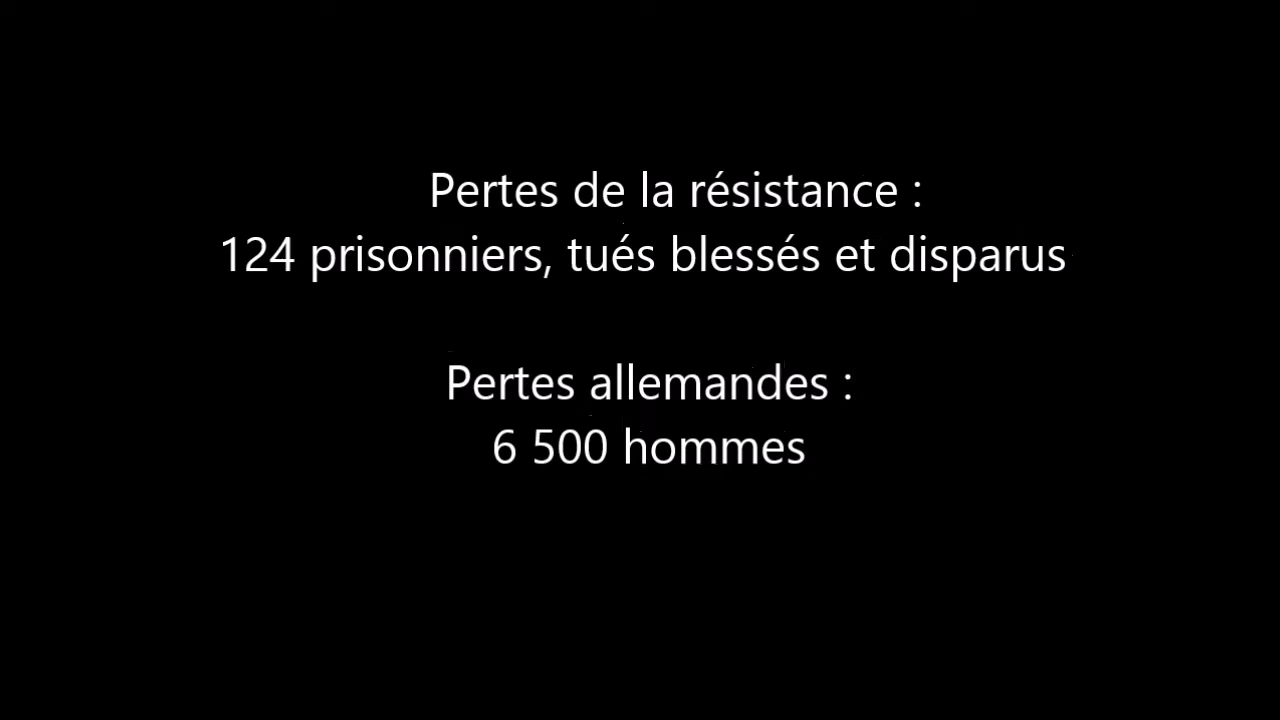 Pertes de la résistance :
124 prisonniers, tués blessés et disparus
Pertes allemandes :
6 500 hommes